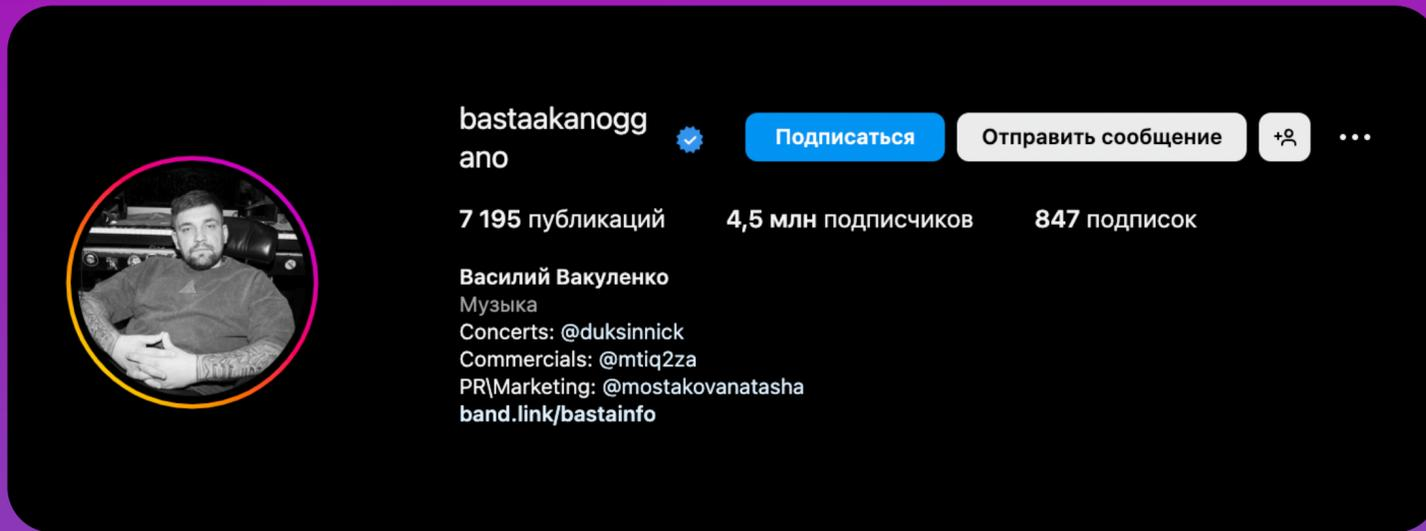 bastaakanogg
ano
Подписаться
Отправить сообщение
7 195 публикаций
4,5 млн подписчиков
847 подписок
Василий Вакуленко
Музыка
Concerts: @duksinnick
Commercials: @mtiq2za
PR\Marketing: @mostakovanatasha
band.link/bastainfo